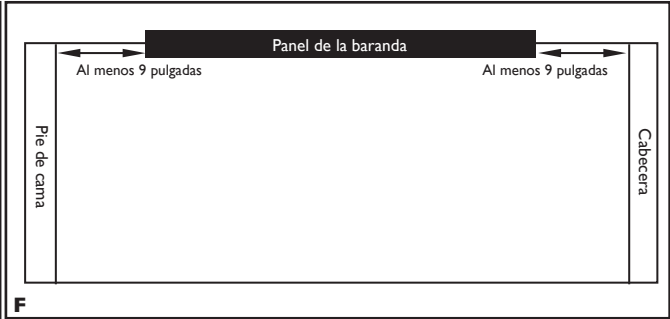 Panel de la baranda
Al menos 9 pulgadas
Al menos 9 pulgadas
Pie de cama
Cabecera
F